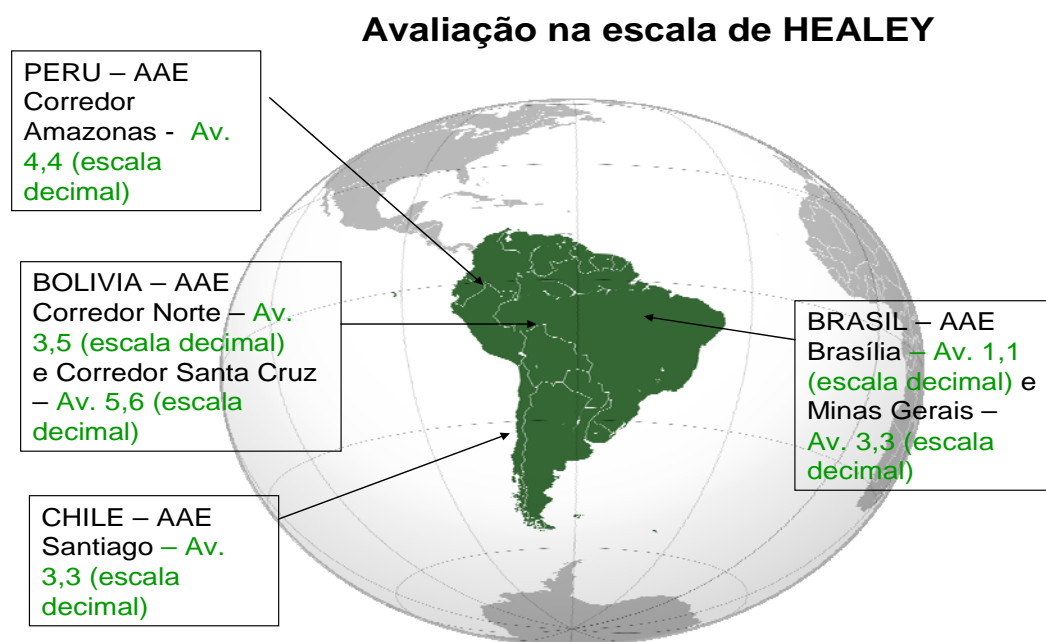 Avaliação na escala de HEALEY
PERU – AAE
Corredor
Amazonas - Av.
4,4 (escala
decimal)
BOLIVIA – AAE
Corredor Norte – Av.
3,5 (escala decimal)
e Corredor Santa Cruz
– Av. 5,6 (escala
decimal)
BRASIL – AAE
Brasília – Av. 1,1
(escala decimal) e
Minas Gerais –
Av. 3,3 (escala
decimal)
CHILE – AAE
Santiago – Av.
3,3 (escala
decimal)